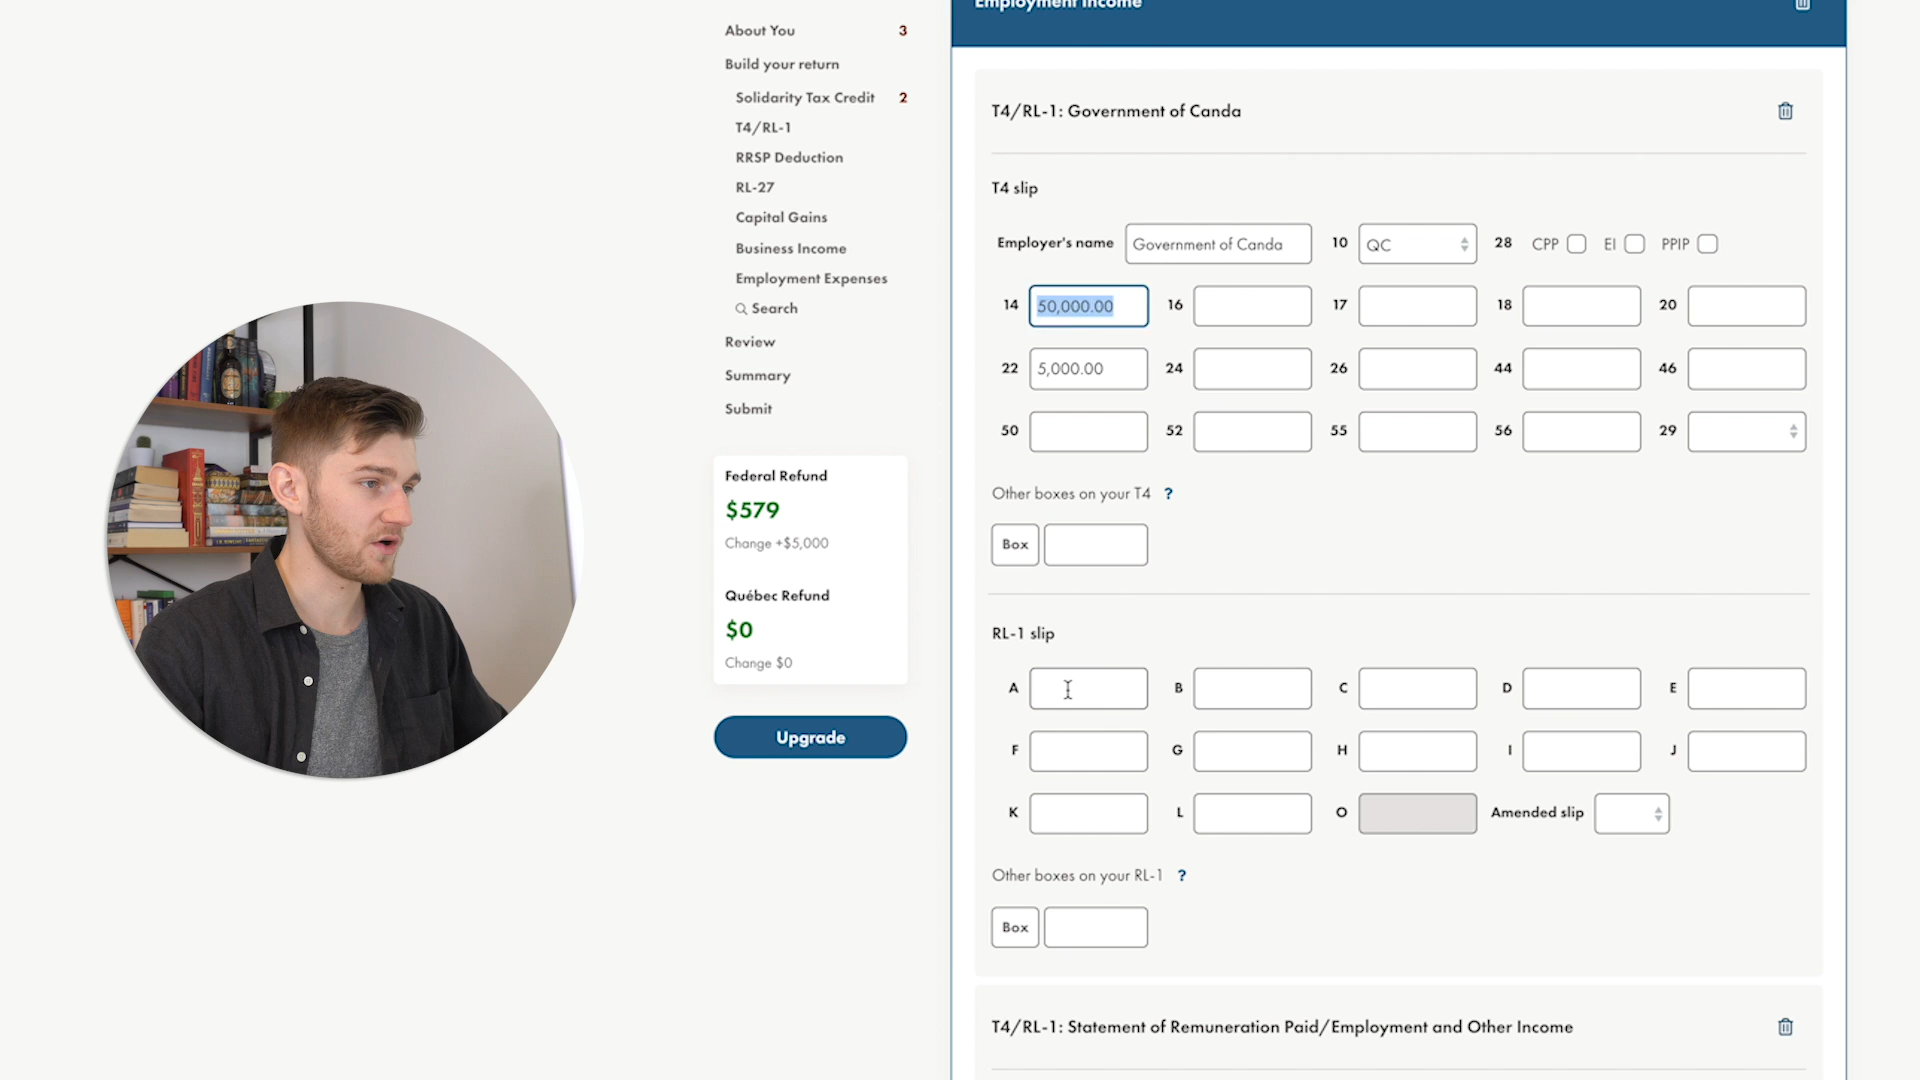 Employment Income
About You 3
Build your return
Solidarity Tax Credit 2
T4/RL-1
RRSP Deduction
RL-27
Capital Gains
Business Income
Employment Expenses
Search
Review
Summary
Submit
Federal Refund
$579
Change +$5,000
Québec Refund
$0
Change $0
Upgrade
T4/RL-1: Government of Canda
T4 slip
Employer's name Government of Canda 10 QC 28 CPP EI PPIP
14 50,000.00 16 17 18 20
22 5,000.00 24 26 44 46
50 52 55 56 29
Other boxes on your T4 ?
Box
RL-1 slip
A B C D E
F G H I J
K L O Amended slip
Other boxes on your RL-1 ?
Box
T4/RL-1: Statement of Remuneration Paid/Employment and Other Income